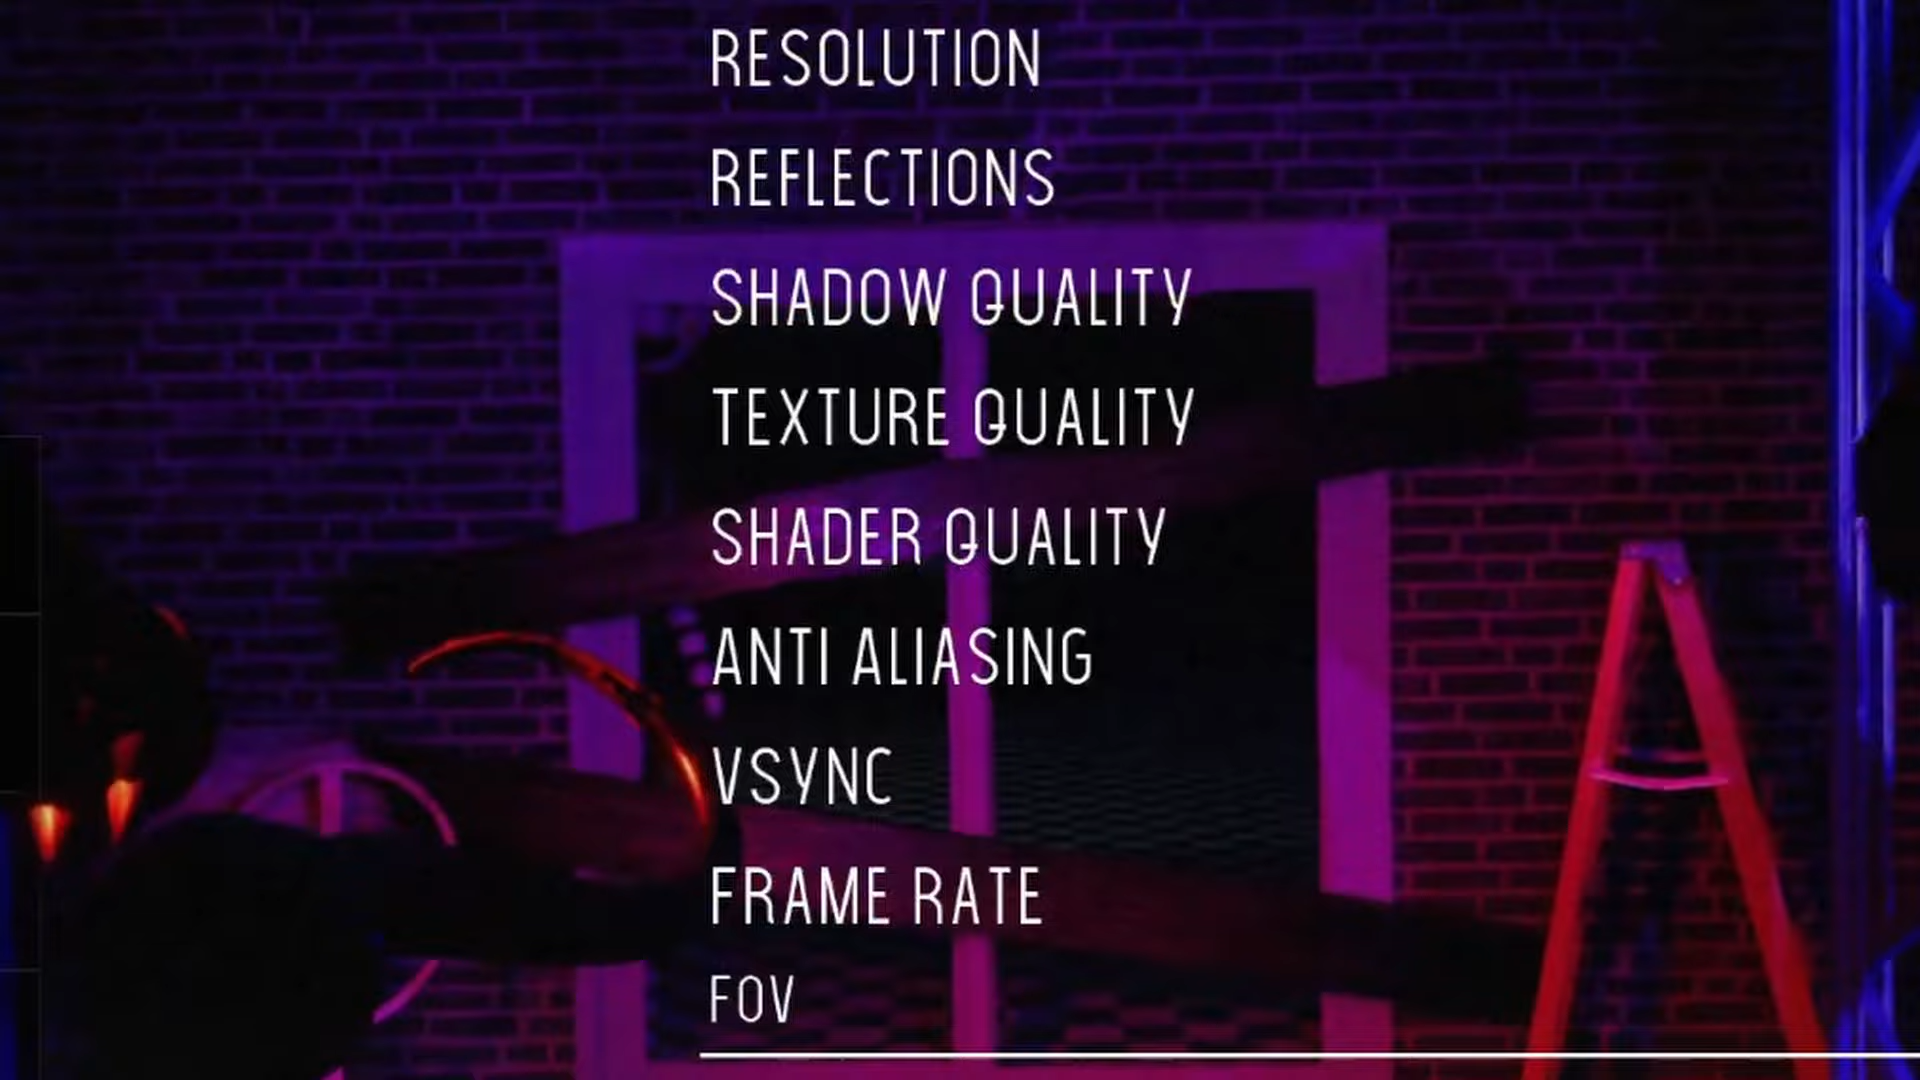 RESOLUTION
REFLECTIONS
SHADOW QUALITY
TEXTURE QUALITY
SHADER QUALITY
ANTI ALIASING
VSYNC
FRAME RATE
FOV